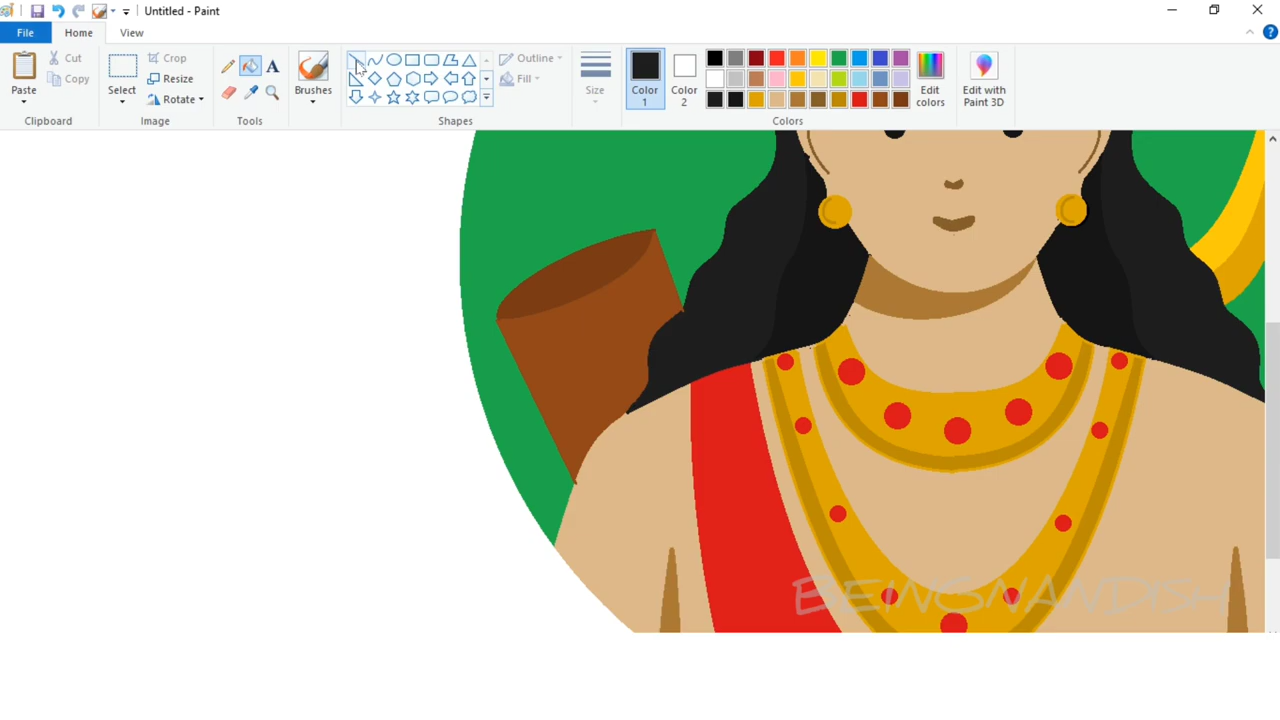 Untitled - Paint
File
Home
View
Paste
Cut
Copy
Clipboard
Select
Crop
Resize
Rotate
Image
A
Tools
Brushes
Outline
Fill
Shapes
Size
Color
1
Color
2
Edit
colors
Colors
Edit with
Paint 3D
?
BEINGNANDISH